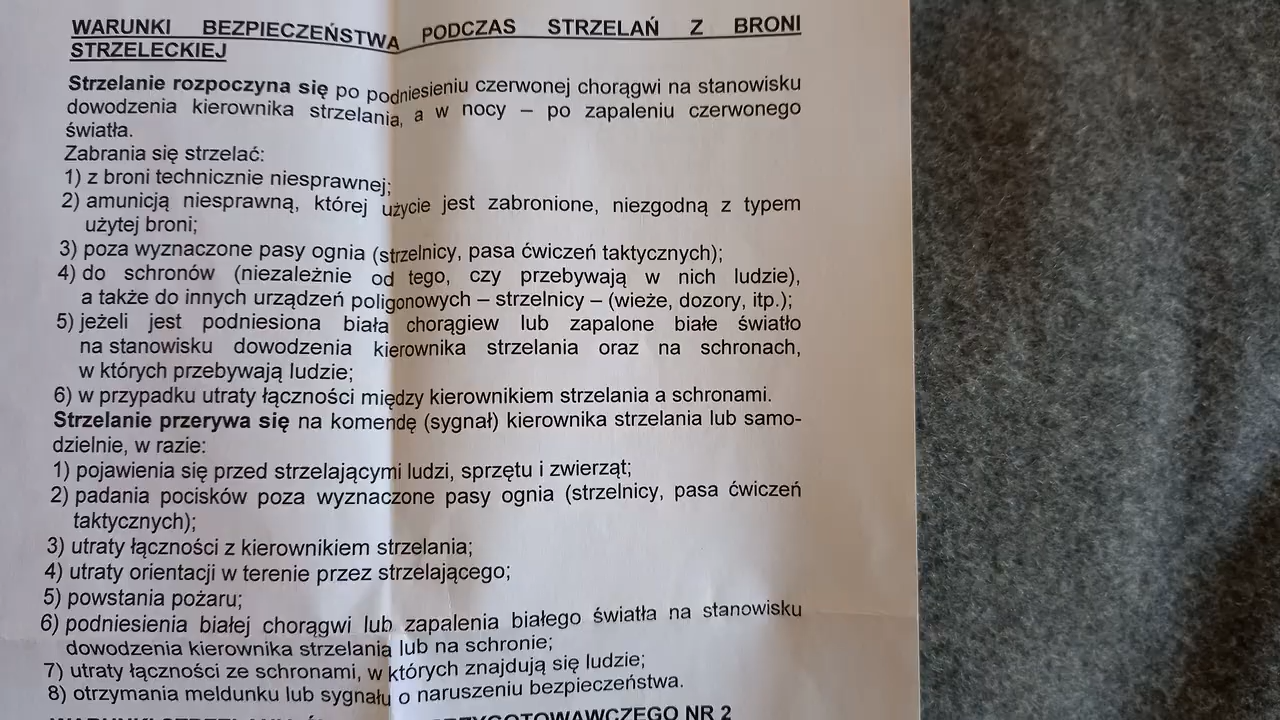 WARUNKI BEZPIECZEŃSTWA PODCZAS STRZELAŃ Z BRONI
STRZELECKIEJ
Strzelanie rozpoczyna się po podniesieniu czerwonej chorągwi na stanowisku
dowodzenia kierownika strzelania, a w nocy – po zapaleniu czerwonego
światła.
Zabrania się strzelać:
1) z broni technicznie niesprawnej;
2) amunicją niesprawną, której użycie jest zabronione, niezgodną z typem
użytej broni;
3) poza wyznaczone pasy ognia (strzelnicy, pasa ćwiczeń taktycznych);
4) do schronów (niezależnie od tego, czy przebywają w nich ludzie),
a także do innych urządzeń poligonowych – strzelnicy – (wieże, dozory, itp.);
5) jeżeli jest podniesiona biała chorągiew lub zapalone białe światło
na stanowisku dowodzenia kierownika strzelania oraz na schronach,
w których przebywają ludzie;
6) w przypadku utraty łączności między kierownikiem strzelania a schronami.
Strzelanie przerywa się na komendę (sygnał) kierownika strzelania lub samo-
dzielnie, w razie:
1) pojawienia się przed strzelającymi ludzi, sprzętu i zwierząt;
2) padania pocisków poza wyznaczone pasy ognia (strzelnicy, pasa ćwiczeń
taktycznych);
3) utraty łączności z kierownikiem strzelania;
4) utraty orientacji w terenie przez strzelającego;
5) powstania pożaru;
6) podniesienia białej chorągwi lub zapalenia białego światła na stanowisku
dowodzenia kierownika strzelania lub na schronie;
7) utraty łączności ze schronami, w których znajdują się ludzie;
8) otrzymania meldunku lub sygnału o naruszeniu bezpieczeństwa.
WARUNKI NR 2